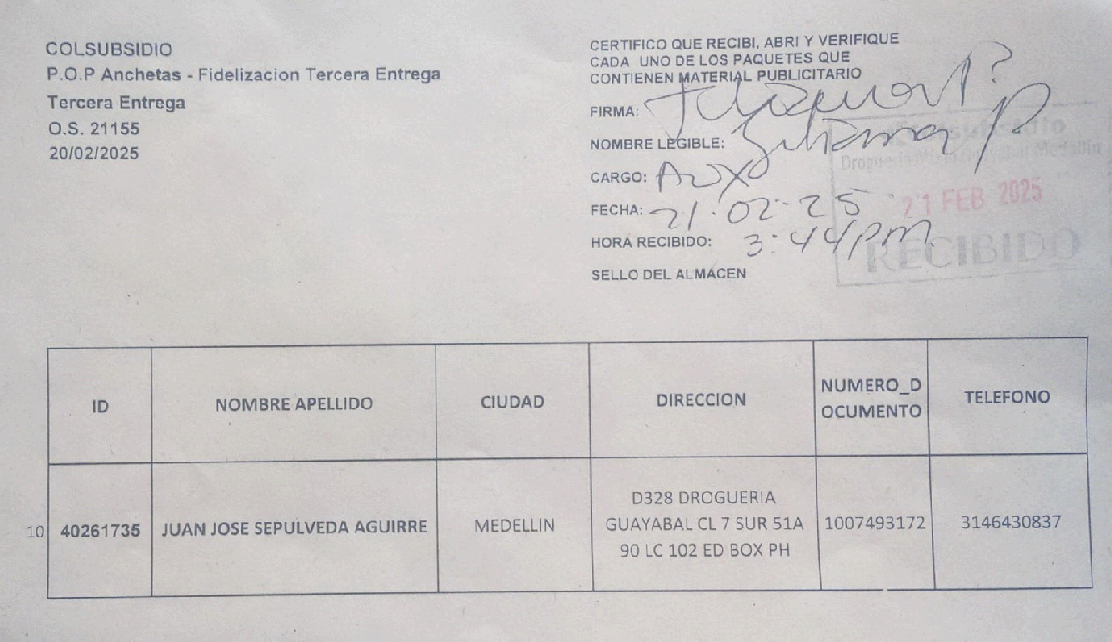 COLSUBSIDIO
P.O.P Anchetas - Fidelizacion Tercera Entrega
Tercera Entrega
O.S. 21155
20/02/2025
CERTIFICO QUE RECIBI, ABRI Y VERIFIQUE
CADA UNO DE LOS PAQUETES QUE
CONTIENEN MATERIAL PUBLICITARIO
FIRMA:
NOMBRE LEGIBLE: P
CARGO: Aux
FECHA: 21-02-25
HORA RECIBIDO: 3:44pm
SELLO DEL ALMACEN
21 FEB 2025
RECIBIDO
ID NOMBRE APELLIDO CIUDAD DIRECCION NUMERO_D
OCUMENTO TELEFONO
10 40261735 JUAN JOSE SEPULVEDA AGUIRRE MEDELLIN D328 DROGUERIA
GUAYABAL CL 7 SUR 51A
90 LC 102 ED BOX PH 1007493172 3146430837